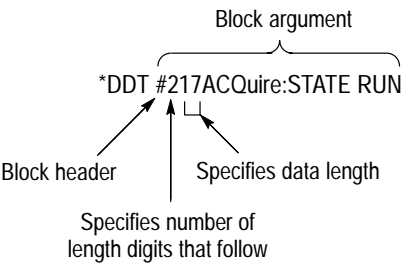 Block argument
*DDT #217ACQuire:STATE RUN
Block header
Specifies data length
Specifies number of
length digits that follow